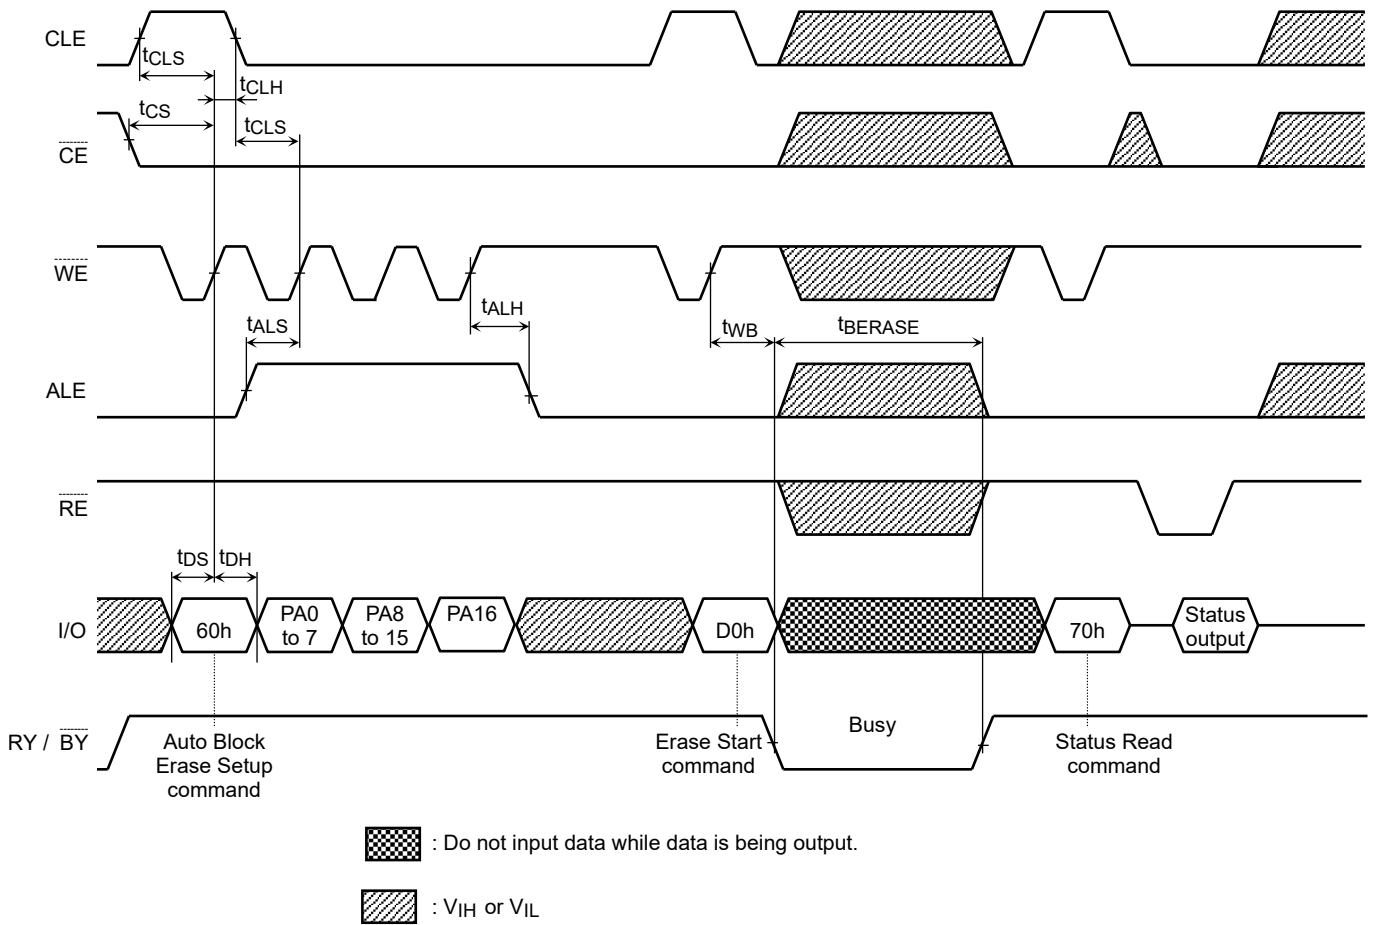 CLE
tCLS
tCLH
tCS
tCLS
CE
WE
tALH
tALS
tWB
tBERASE
ALE
RE
tDS
tDH
I/O
60h
PA0
to 7
PA8
to 15
PA16
D0h
70h
Status
output
RY / BY
Busy
Auto Block
Erase Setup
command
Erase Start
command
Status Read
command
: Do not input data while data is being output.
: VIH or VIL